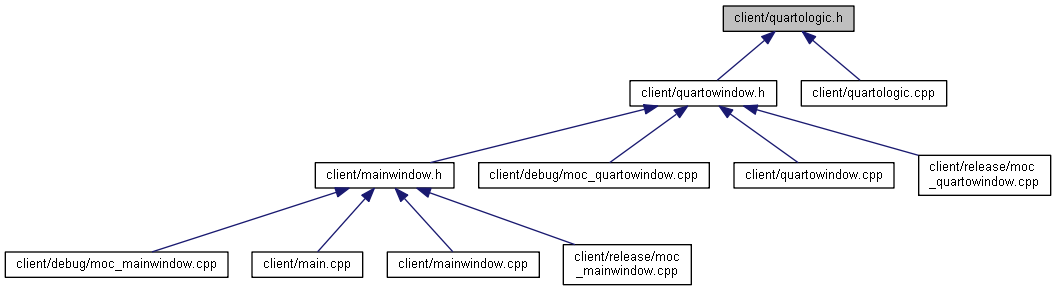 client/quartologic.h
client/quartowindow.h
client/quartologic.cpp
client/mainwindow.h
client/debug/moc_quartowindow.cpp
client/quartowindow.cpp
client/release/moc
_quartowindow.cpp
client/debug/moc_mainwindow.cpp
client/main.cpp
client/mainwindow.cpp
client/release/moc
_mainwindow.cpp